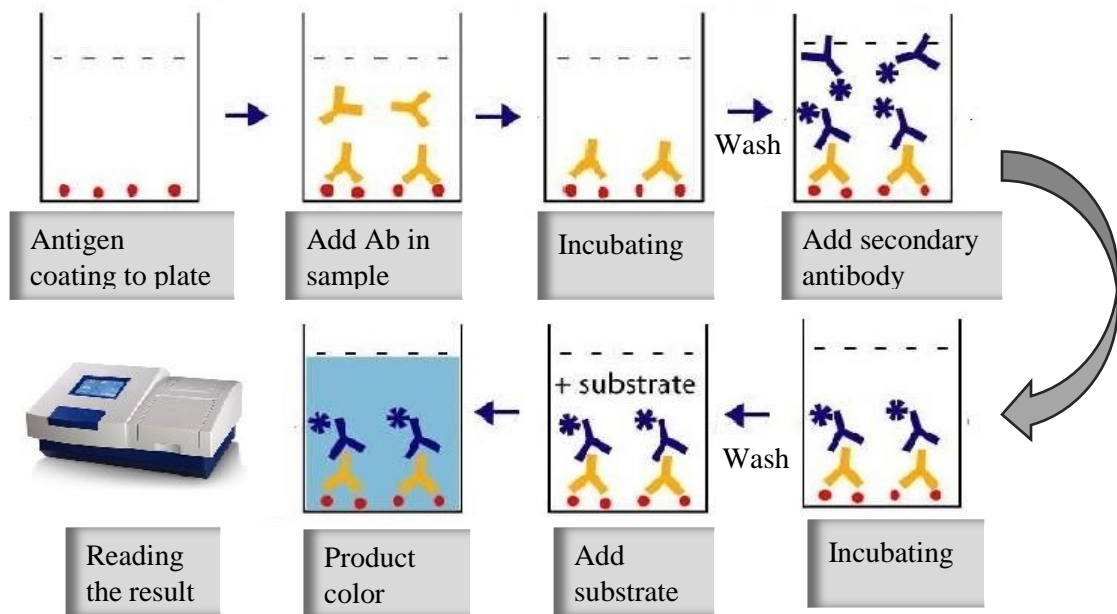 Wash
Antigen
coating to plate
Add Ab in
sample
Incubating
Add secondary
antibody
+ substrate
Wash
Reading
the result
Product
color
Add
substrate
Incubating